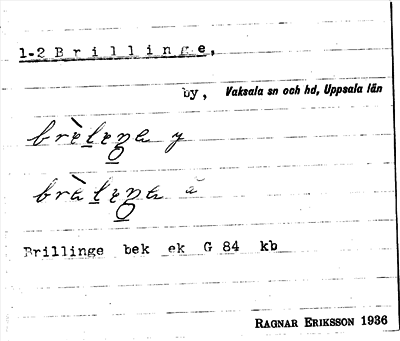 1-2 Brillinge,
by, Vaksala sn och hd, Uppsala län
y
Brillinge bek ek G 84 kb
RAGNAR ERIKSSON 1936